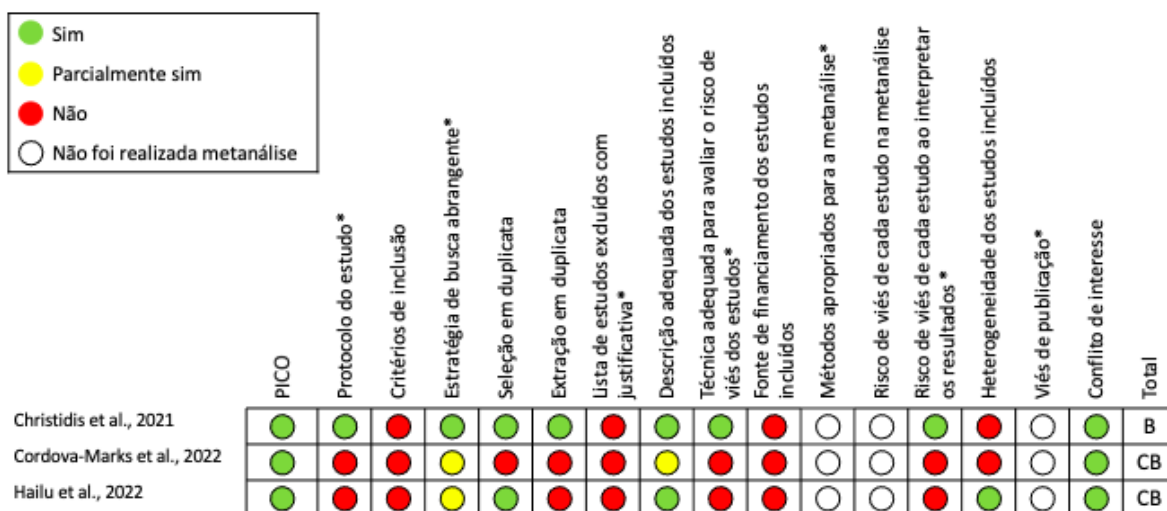 Sim
Parcialmente sim
Não
Não foi realizada metanálise
PICO
Protocolo do estudo*
Critérios de inclusão
Estratégia de busca abrangente*
Seleção em duplicata
Extração em duplicata
Lista de estudos excluídos com
justificativa*
Descrição adequada dos estudos incluídos
Técnica adequada para avaliar o risco de
viés dos estudos*
Fonte de financiamento dos estudos
incluídos
Métodos apropriados para a metanálise*
Risco de viés de cada estudo na metanálise
Risco de viés de cada estudo ao interpretar
os resultados*
Heterogeneidade dos estudos incluídos
Viés de publicação*
Conflito de interesse
Total
Christidis et al., 2021 B
Cordova-Marks et al., 2022 CB
Hailu et al., 2022 CB